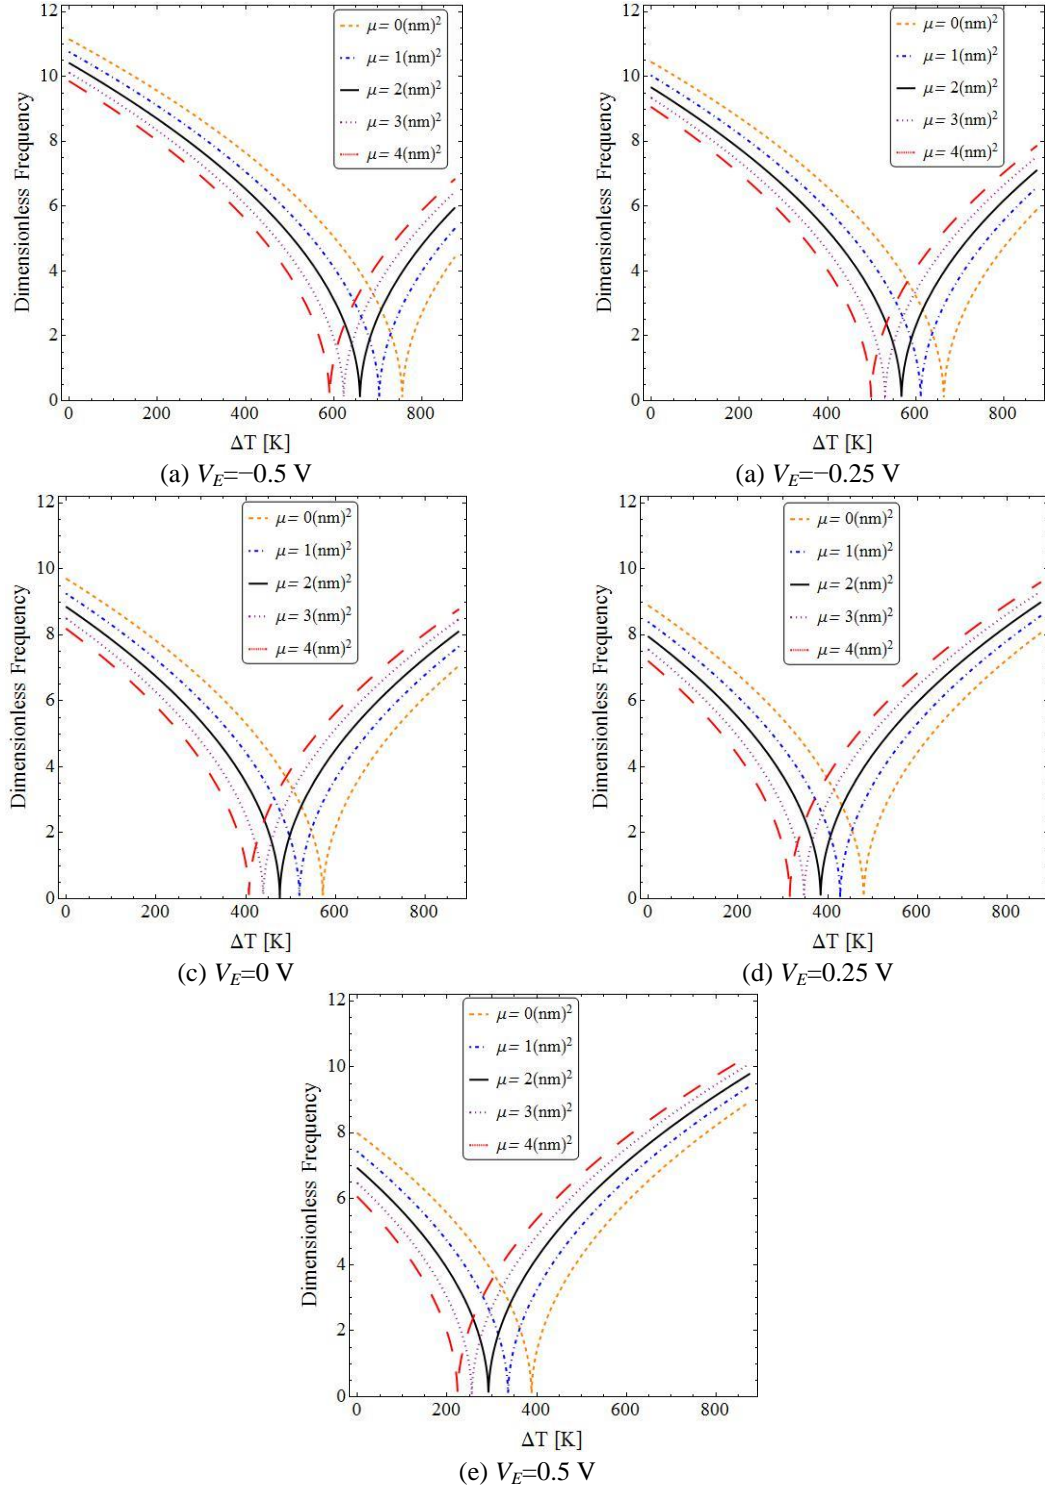 12
10
8
6
4
2
0
Dimensionless Frequency
μ= 0(nm)²
μ= 1(nm)²
μ= 2(nm)²
μ= 3(nm)²
μ= 4(nm)²
0 200 400 600 800
ΔT [K]
(a) V_E=−0.5 V
12
10
8
6
4
2
0
Dimensionless Frequency
μ= 0(nm)²
μ= 1(nm)²
μ= 2(nm)²
μ= 3(nm)²
μ= 4(nm)²
0 200 400 600 800
ΔT [K]
(a) V_E=−0.25 V
12
10
8
6
4
2
0
Dimensionless Frequency
μ= 0(nm)²
μ= 1(nm)²
μ= 2(nm)²
μ= 3(nm)²
μ= 4(nm)²
0 200 400 600 800
ΔT [K]
(c) V_E=0 V
12
10
8
6
4
2
0
Dimensionless Frequency
μ= 0(nm)²
μ= 1(nm)²
μ= 2(nm)²
μ= 3(nm)²
μ= 4(nm)²
0 200 400 600 800
ΔT [K]
(d) V_E=0.25 V
12
10
8
6
4
2
0
Dimensionless Frequency
μ= 0(nm)²
μ= 1(nm)²
μ= 2(nm)²
μ= 3(nm)²
μ= 4(nm)²
0 200 400 600 800
ΔT [K]
(e) V_E=0.5 V